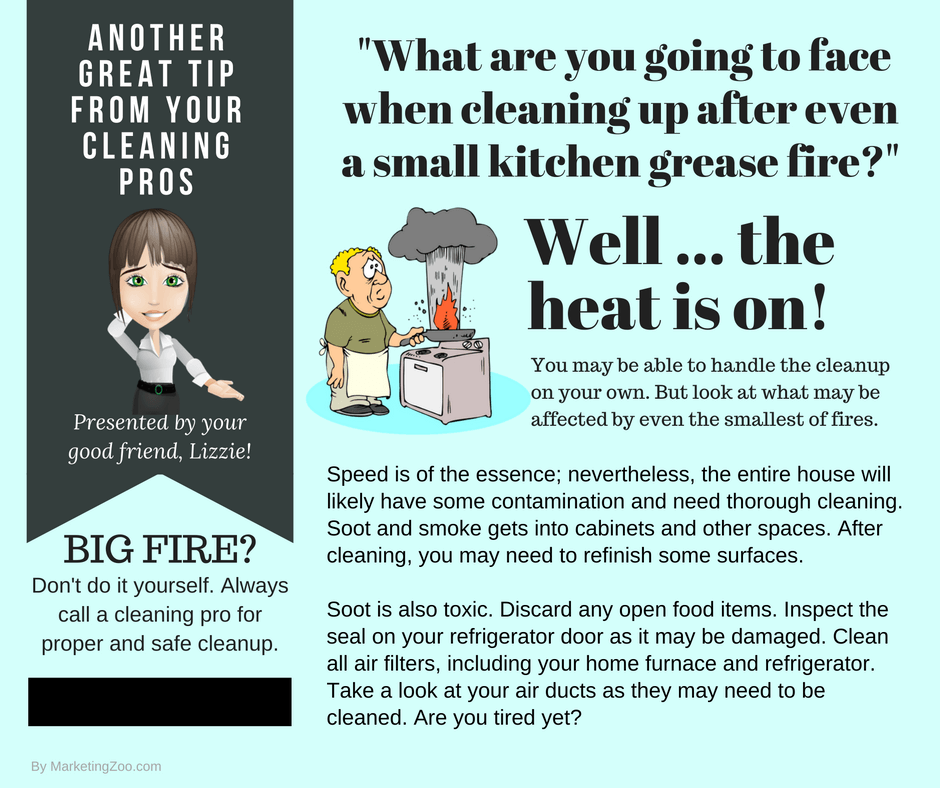 ANOTHER
GREAT TIP
FROM YOUR
CLEANING
PROS
Presented by your
good friend, Lizzie!
BIG FIRE?
Don't do it yourself. Always
call a cleaning pro for
proper and safe cleanup.
By MarketingZoo.com
"What are you going to face
when cleaning up after even
a small kitchen grease fire?"
Well ... the
heat is on!
You may be able to handle the cleanup
on your own. But look at what may be
affected by even the smallest of fires.
Speed is of the essence; nevertheless, the entire house will
likely have some contamination and need thorough cleaning.
Soot and smoke gets into cabinets and other spaces. After
cleaning, you may need to refinish some surfaces.
Soot is also toxic. Discard any open food items. Inspect the
seal on your refrigerator door as it may be damaged. Clean
all air filters, including your home furnace and refrigerator.
Take a look at your air ducts as they may need to be
cleaned. Are you tired yet?